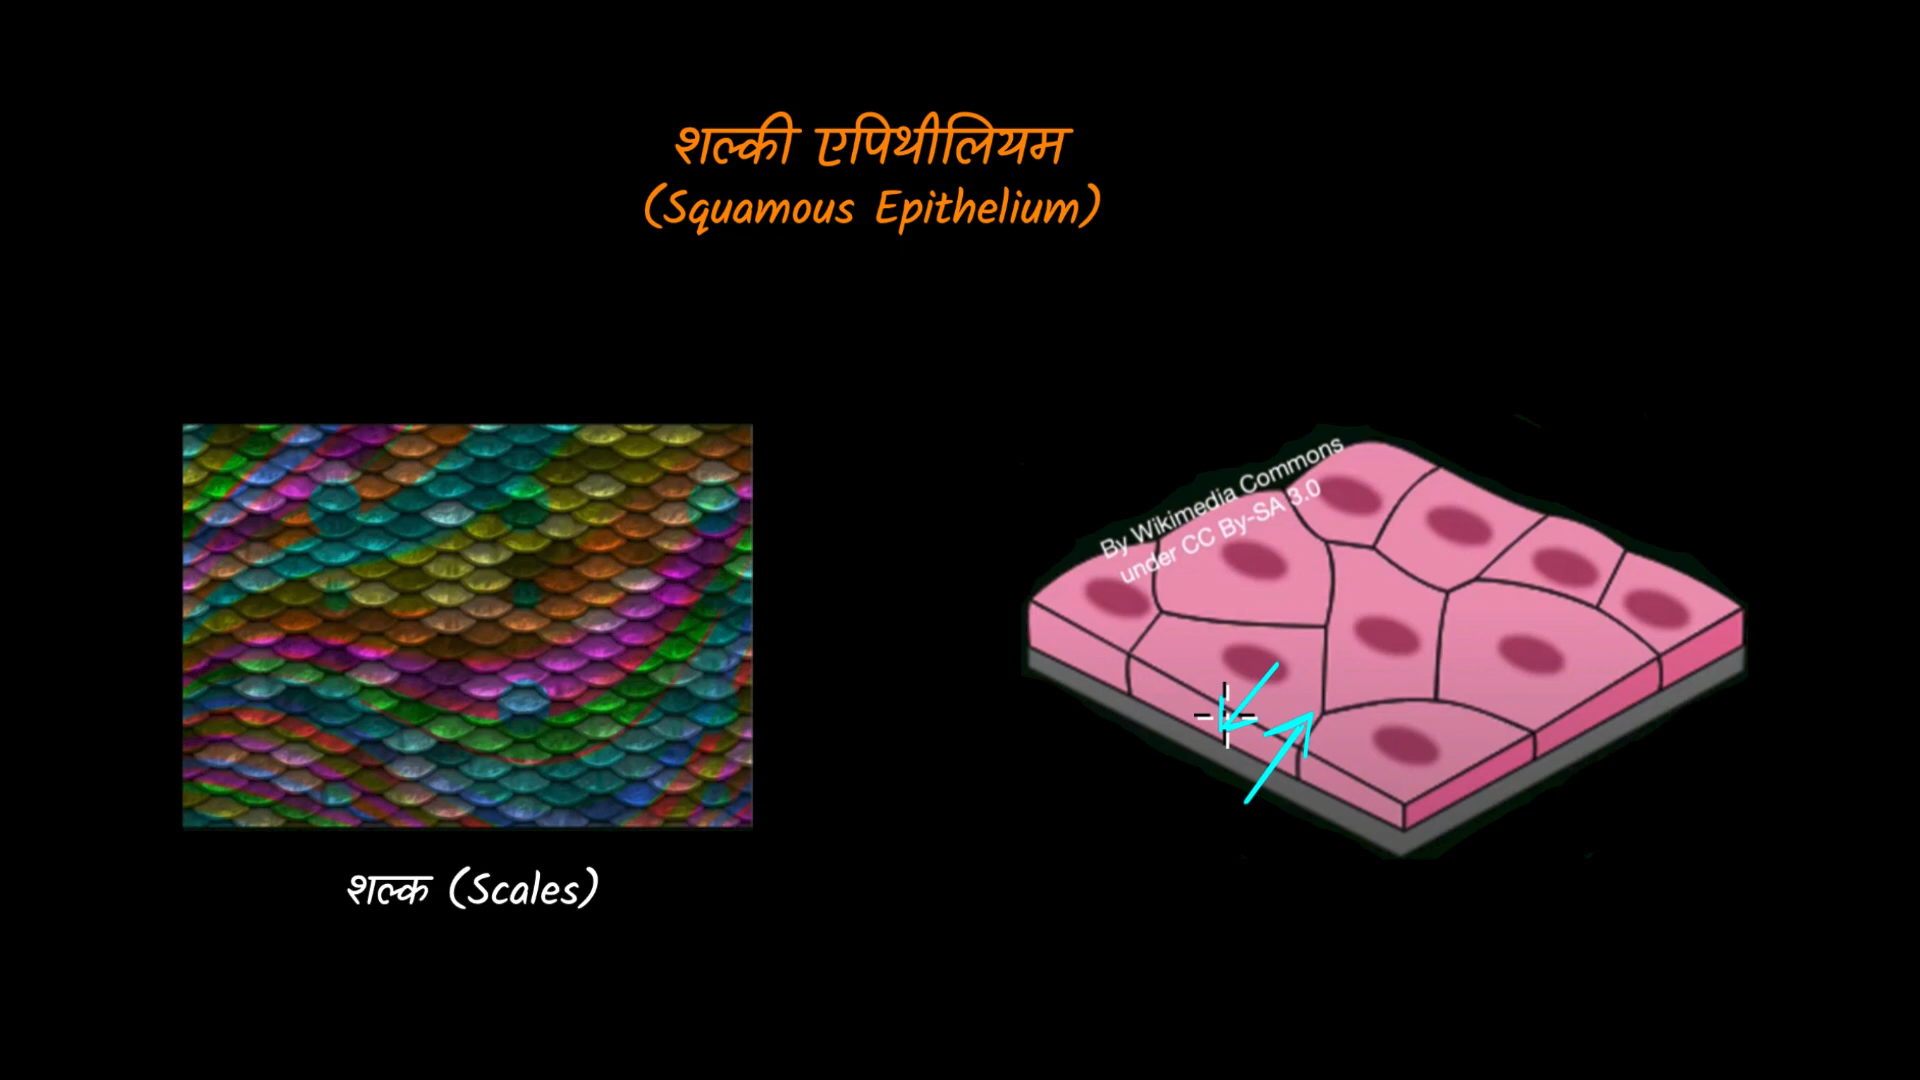 शल्की एपिथीलियम
(Squamous Epithelium)
By Wikimedia Commons
under CC By-SA 3.0
शल्क (Scales)